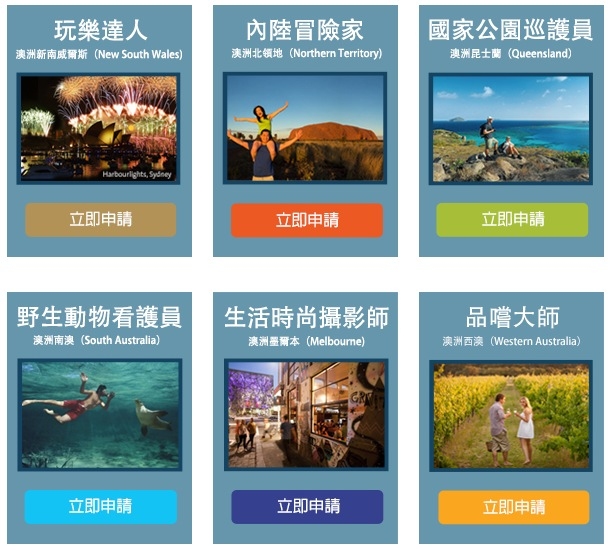 玩樂達人
澳洲新南威爾斯（New South Wales)
Harbourlights, Sydney
立即申請
內陸冒險家
澳洲北領地（Northern Territory)
立即申請
國家公園巡護員
澳洲昆士蘭（Queensland）
立即申請
野生動物看護員
澳洲南澳（South Australia）
立即申請
生活時尚攝影師
澳洲墨爾本（Melbourne)
立即申請
品嚐大師
澳洲西澳（Western Australia）
立即申請